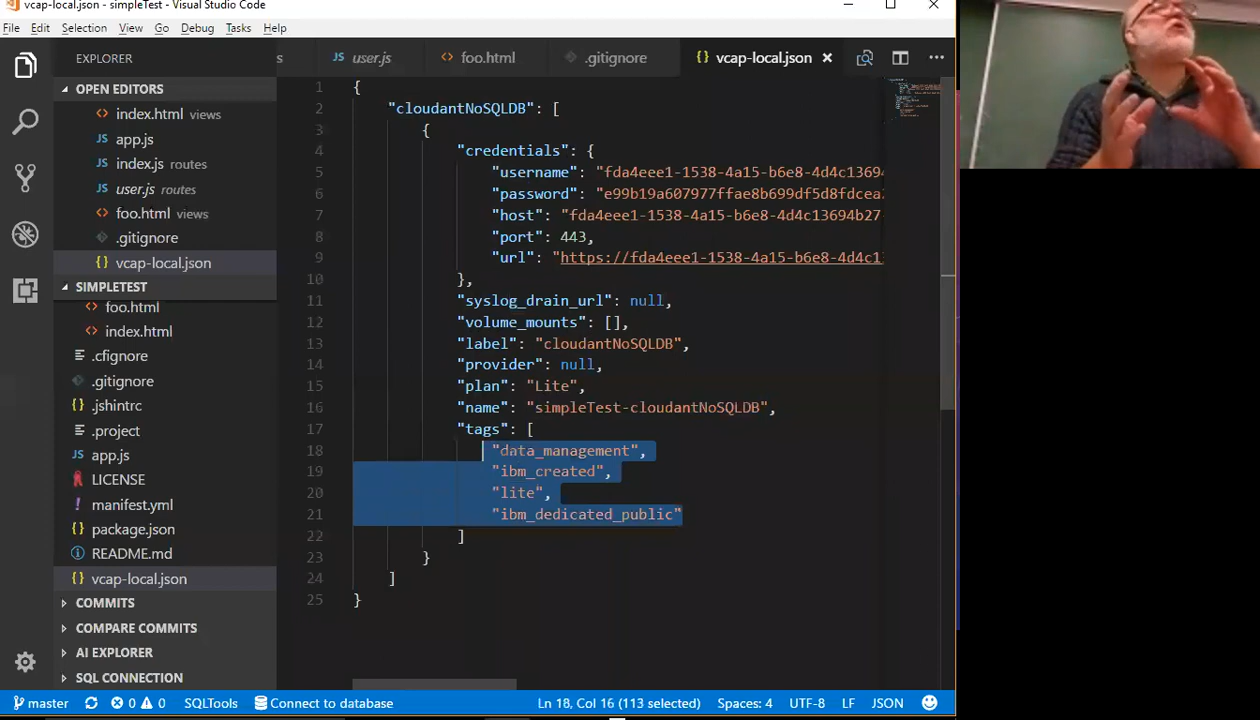 vcap-local.json - simpleTest - Visual Studio Code
File Edit Selection View Go Debug Tasks Help
EXPLORER
OPEN EDITORS
index.html views
app.js
index.js routes
user.js routes
foo.html views
.gitignore
vcap-local.json
SIMPLETEST
foo.html
index.html
.cfignore
.gitignore
.jshintrc
.project
app.js
LICENSE
manifest.yml
package.json
README.md
vcap-local.json
COMMITS
COMPARE COMMITS
AI EXPLORER
SQL CONNECTION
s JS user.js <> foo.html .gitignore {} vcap-local.json
1 {
2 "cloudantNoSQLDB": [
3 {
4 "credentials": {
5 "username": "fda4eee1-1538-4a15-b6e8-4d4c1369
6 "password": "e99b19a607977ffae8b699df5d8fdcea
7 "host": "fda4eee1-1538-4a15-b6e8-4d4c13694b27
8 "port": 443,
9 "url": "https://fda4eee1-1538-4a15-b6e8-4d4c1
10 },
11 "syslog_drain_url": null,
12 "volume_mounts": [],
13 "label": "cloudantNoSQLDB",
14 "provider": null,
15 "plan": "Lite",
16 "name": "simpleTest-cloudantNoSQLDB",
17 "tags": [
18 "data_management",
19 "ibm_created",
20 "lite",
21 "ibm_dedicated_public"
22 ]
23 }
24 ]
25 }
master 0 0 SQLTools Connect to database Ln 18, Col 16 (113 selected) Spaces: 4 UTF-8 LF JSON